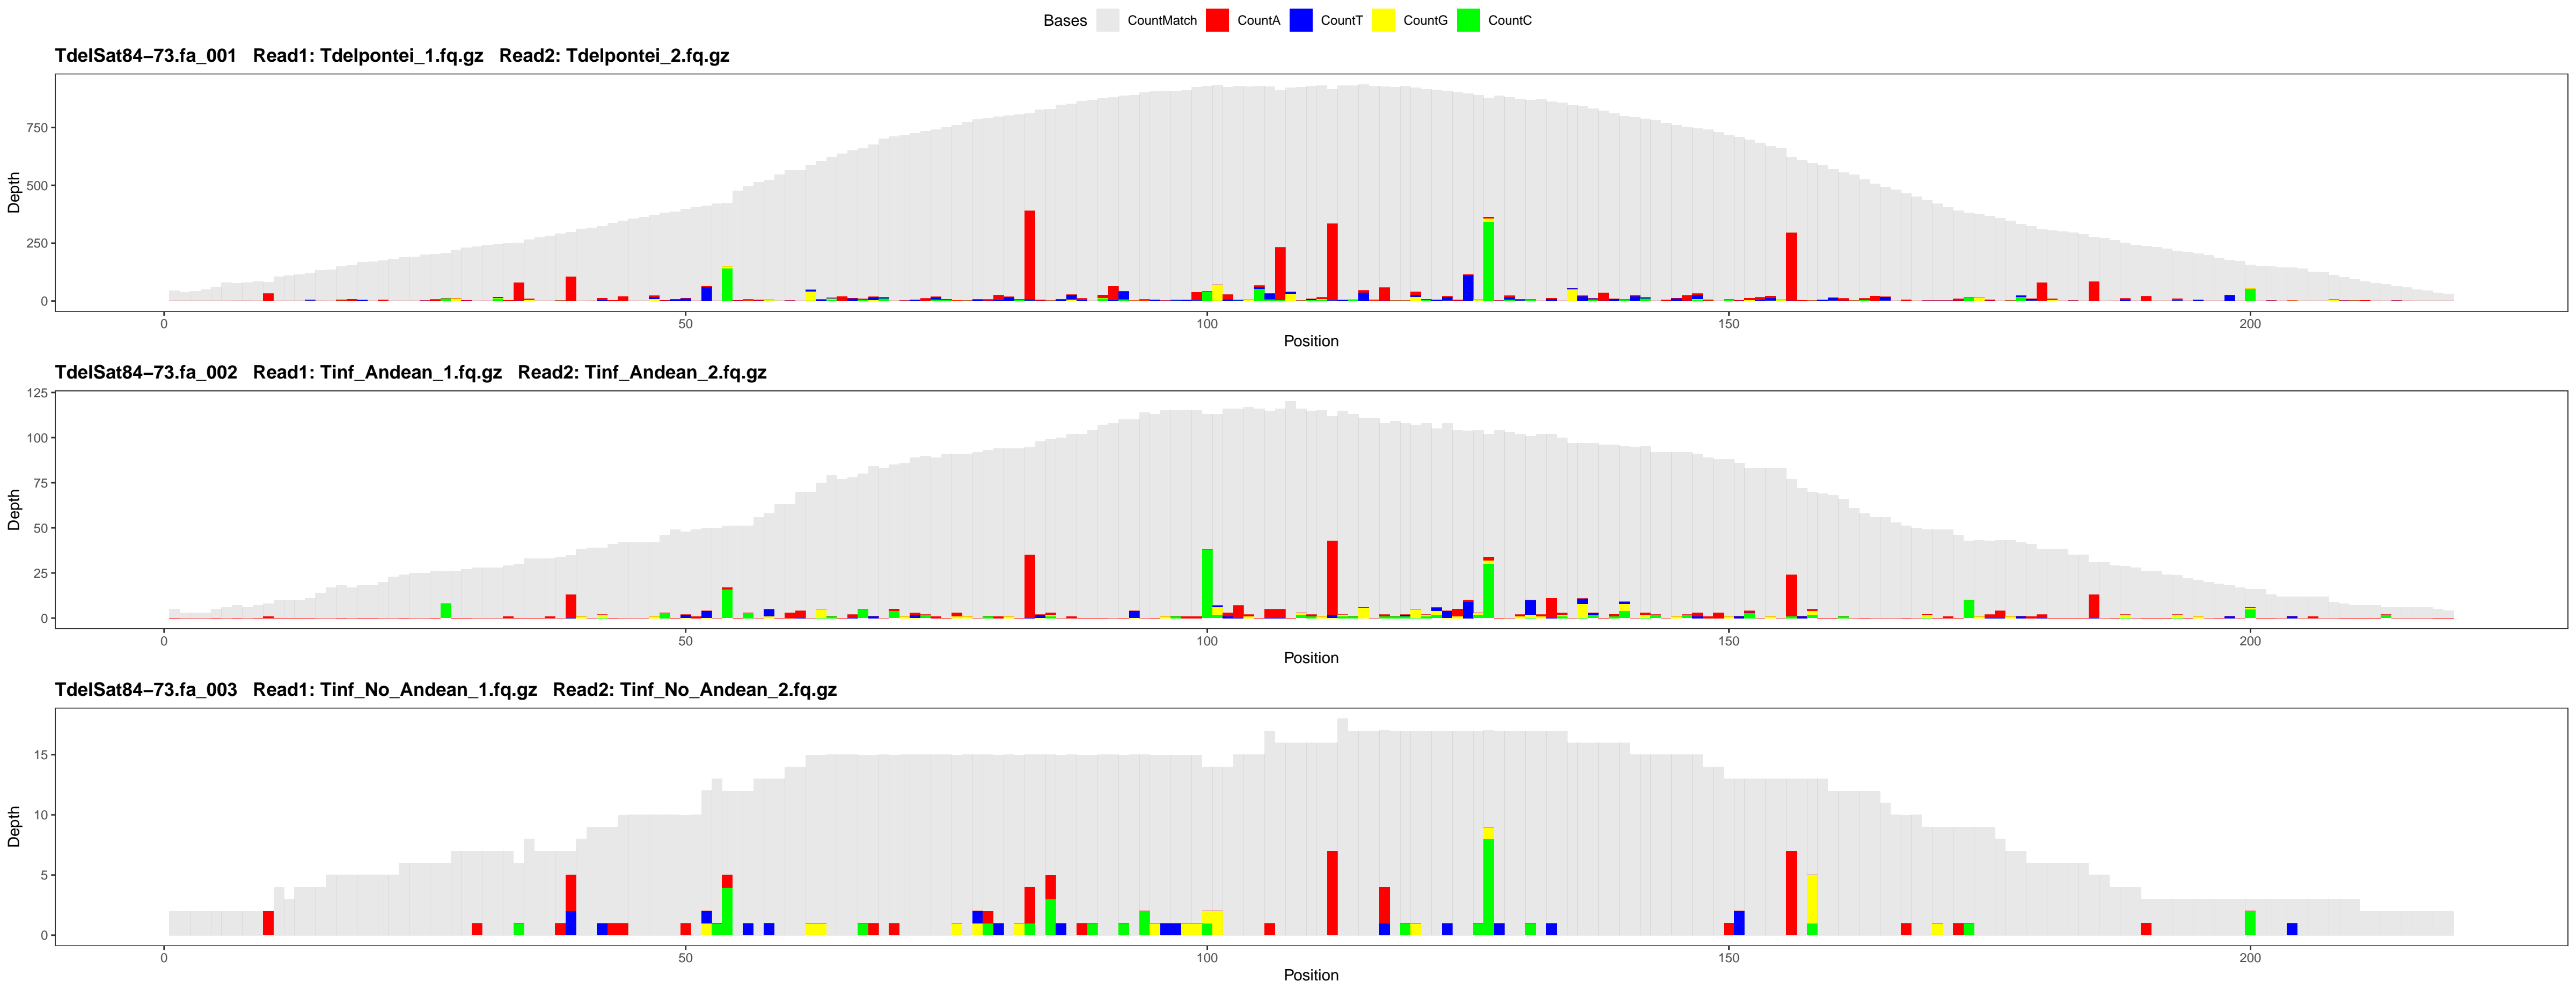 Bases CountMatch CountA CountT CountG CountC
TdelSat84−73.fa_001 Read1: Tdelpontei_1.fq.gz Read2: Tdelpontei_2.fq.gz
750
500
250
0
Depth
0 50 100 150 200
Position
TdelSat84−73.fa_002 Read1: Tinf_Andean_1.fq.gz Read2: Tinf_Andean_2.fq.gz
125
100
75
50
25
0
Depth
0 50 100 150 200
Position
TdelSat84−73.fa_003 Read1: Tinf_No_Andean_1.fq.gz Read2: Tinf_No_Andean_2.fq.gz
15
10
5
0
Depth
0 50 100 150 200
Position